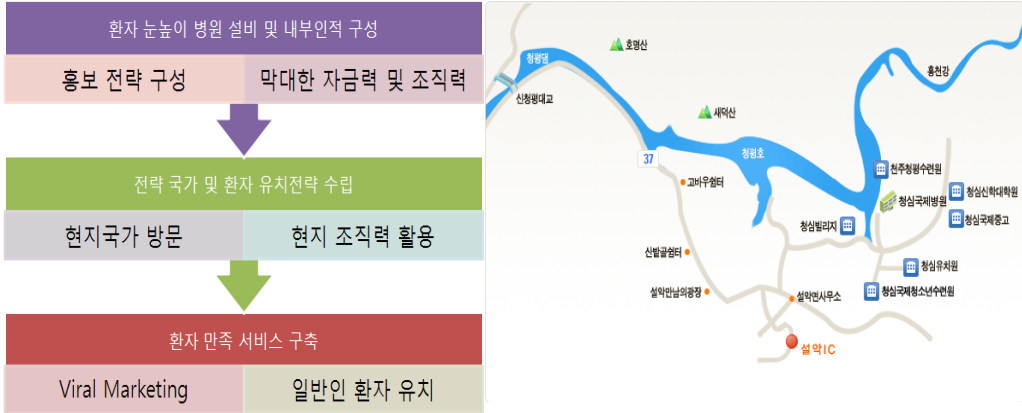 환자 눈높이 병원 설비 및 내부인적 구성
홍보 전략 구성
막대한 자금력 및 조직력
전략 국가 및 환자 유치전략 수립
현지국가 방문
현지 조직력 활용
환자 만족 서비스 구축
Viral Marketing
일반인 환자 유치
호명산
청평댐
홍천강
신청평대교
새덕산
37
청평호
천주청평수련원
고바우쉼터
청심신학대학원
청심국제병원
청심국제중고
청심빌리지
신밭골쉼터
청심유치원
설악만남의광장
청심국제청소년수련원
설악면사무소
설악IC